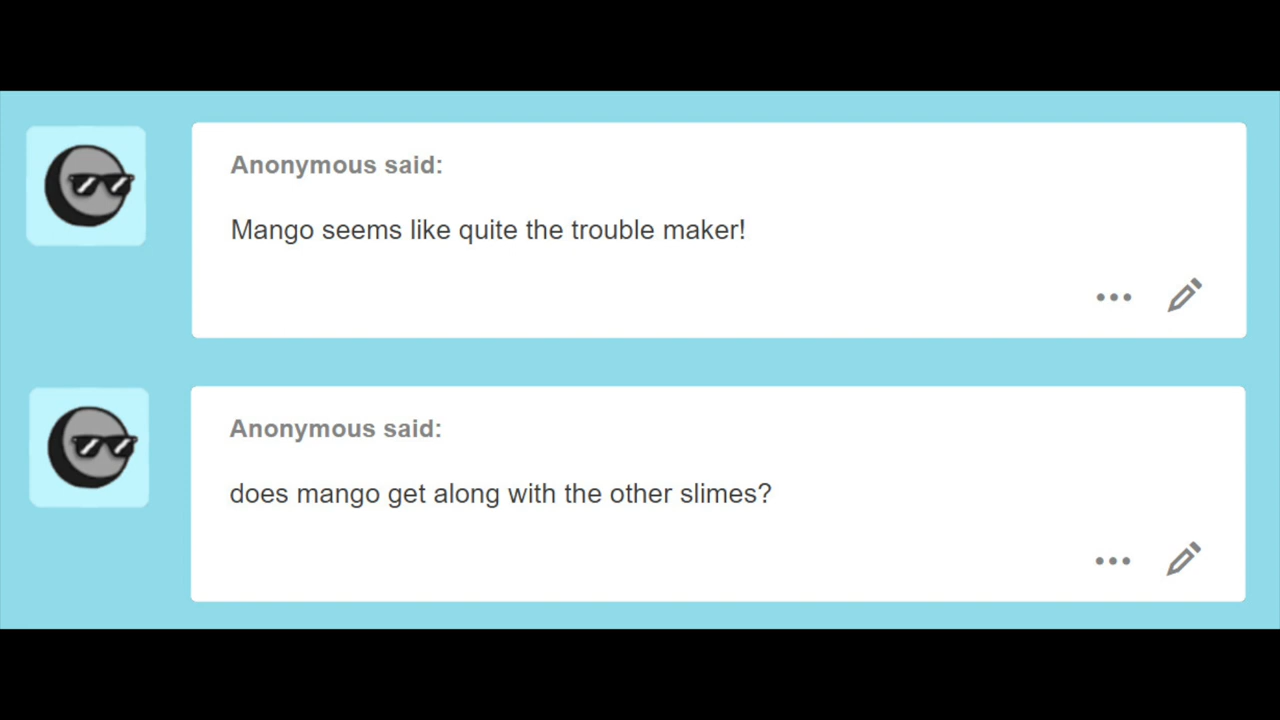 Anonymous said:
Mango seems like quite the trouble maker!
Anonymous said:
does mango get along with the other slimes?